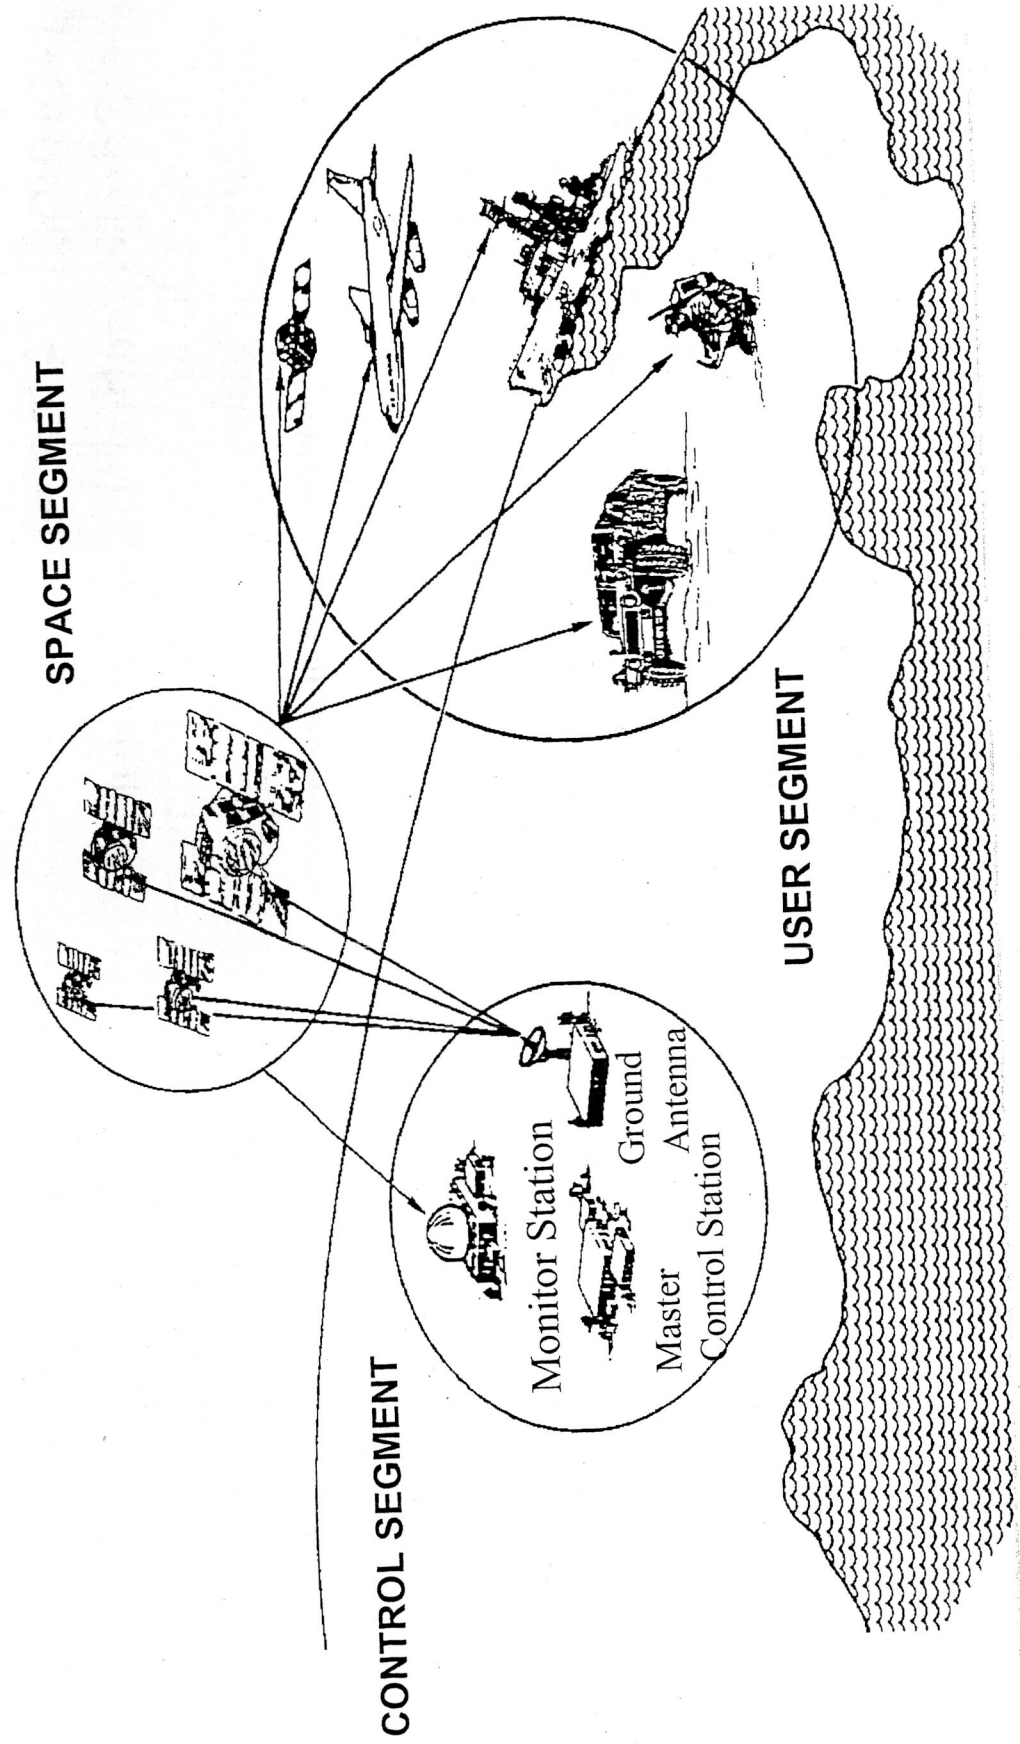 SPACE SEGMENT
CONTROL SEGMENT
USER SEGMENT
Monitor Station
Ground
Antenna
Master
Control Station